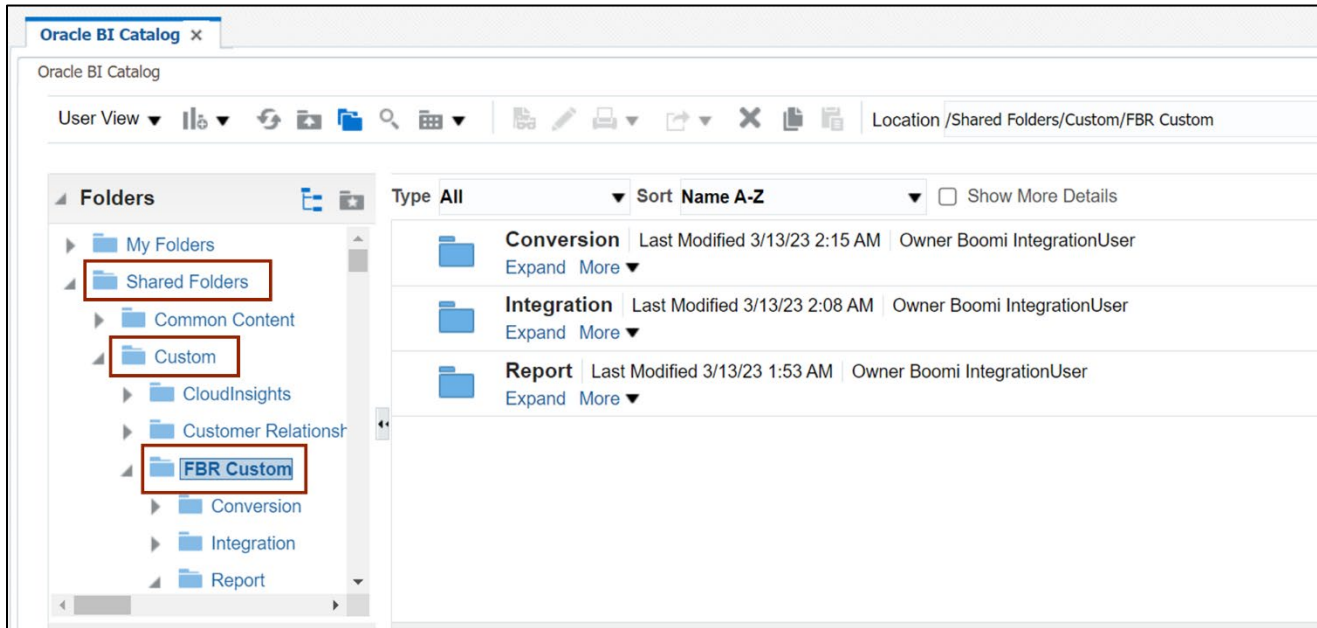 Oracle BI Catalog ×
Oracle BI Catalog
User View Location /Shared Folders/Custom/FBR Custom
Folders
My Folders
Shared Folders
Common Content
Custom
CloudInsights
Customer Relationsh
FBR Custom
Conversion
Integration
Report
Type All Sort Name A-Z Show More Details
Conversion Last Modified 3/13/23 2:15 AM Owner Boomi IntegrationUser
Expand More
Integration Last Modified 3/13/23 2:08 AM Owner Boomi IntegrationUser
Expand More
Report Last Modified 3/13/23 1:53 AM Owner Boomi IntegrationUser
Expand More